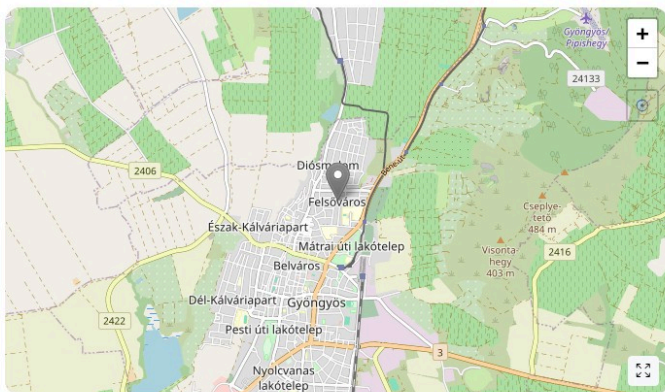 Gyöngyös/
Pipishegy
+
−
24133
Diósmalom
2406
Benevölgyi
Felsőváros
Cseplye-
tető
484 m
Észak-Kálváriapart
Mátrai úti lakótelep
Visonta-
hegy
403 m
2416
Belváros
Dél-Kálváriapart
Gyöngyös
2422
Pesti úti lakótelep
3
Nyolcvanas
lakótelep